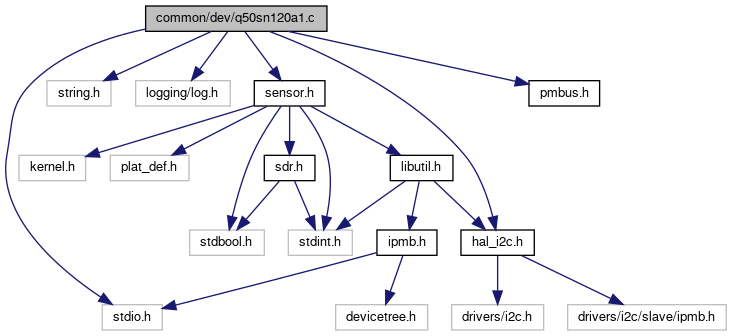 common/dev/q50sn120a1.c
string.h
logging/log.h
sensor.h
pmbus.h
kernel.h
plat_def.h
sdr.h
libutil.h
stdbool.h
stdint.h
ipmb.h
hal_i2c.h
stdio.h
devicetree.h
drivers/i2c.h
drivers/i2c/slave/ipmb.h